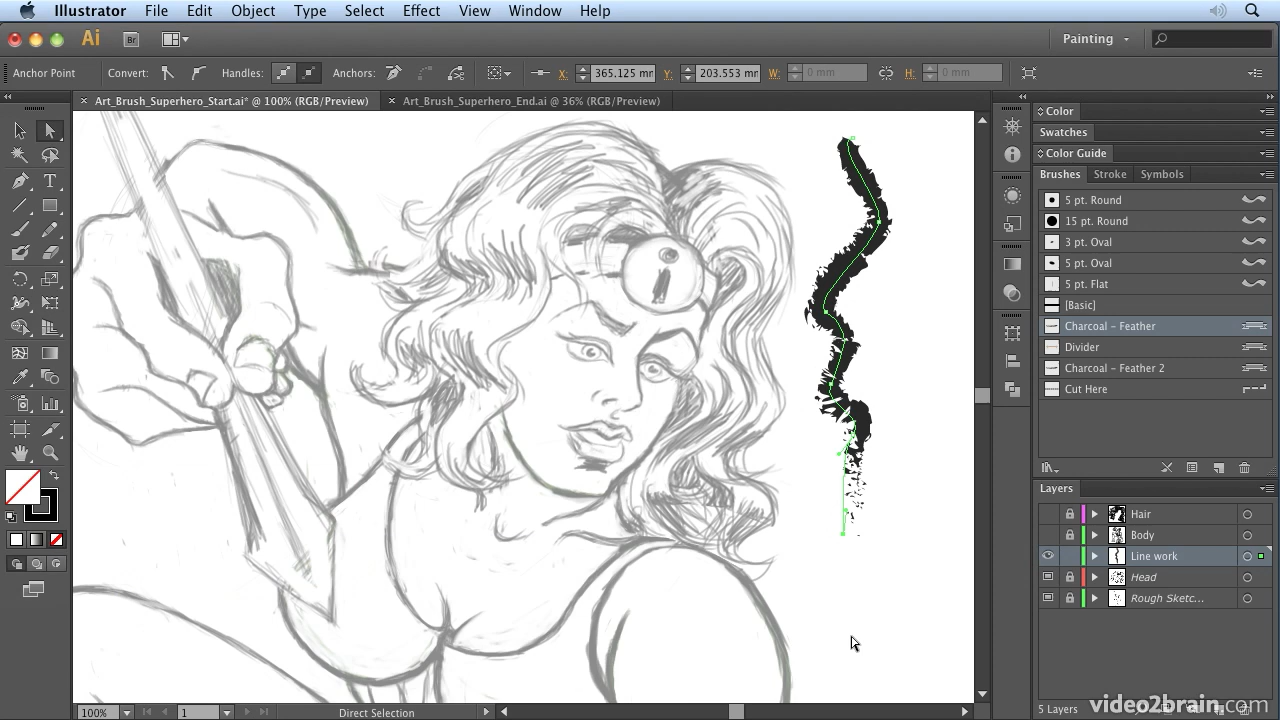 Illustrator File Edit Object Type Select Effect View Window Help
Ai Br Painting
Anchor Point Convert: Handles: Anchors: X: 365.125 mm Y: 203.553 mm W: 0 mm H: 0 mm
× Art_Brush_Superhero_Start.ai* @ 100% (RGB/Preview) × Art_Brush_Superhero_End.ai @ 36% (RGB/Preview)
Color
Swatches
Color Guide
Brushes Stroke Symbols
5 pt. Round
15 pt. Round
3 pt. Oval
5 pt. Oval
5 pt. Flat
[Basic]
Charcoal – Feather
Divider
Charcoal – Feather 2
Cut Here
Layers
Hair
Body
Line work
Head
Rough Sketc...
5 Layers
100% 1 Direct Selection
video2brain.com